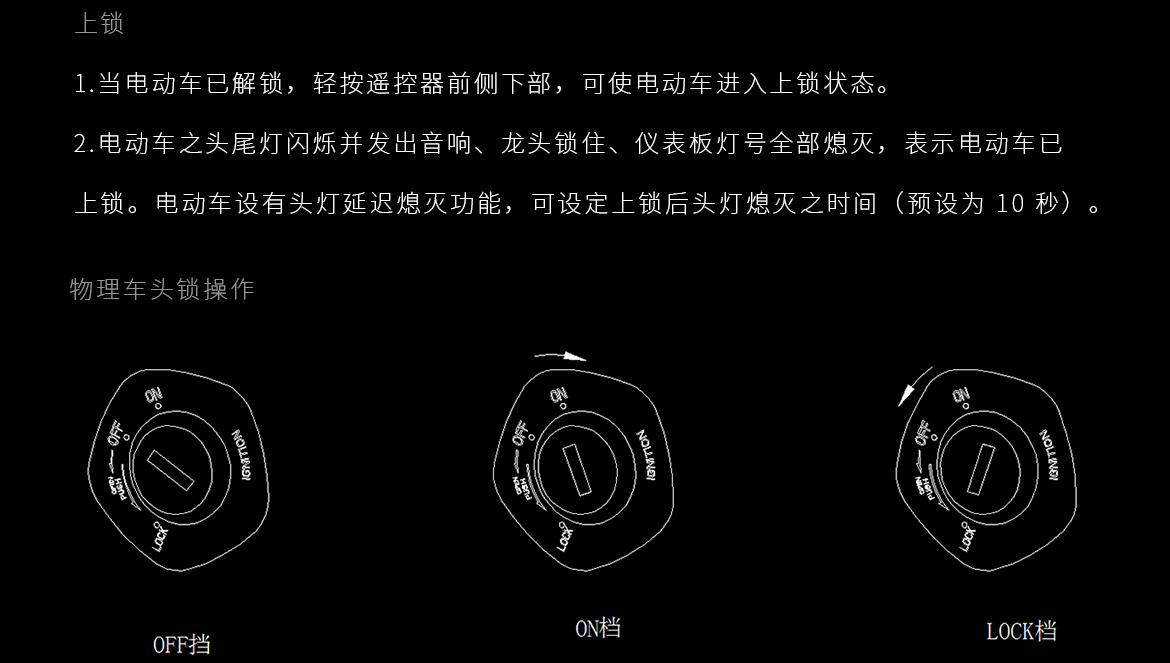 上锁
1.当电动车已解锁，轻按遥控器前侧下部，可使电动车进入上锁状态。
2.电动车之头尾灯闪烁并发出音响、龙头锁住、仪表板灯号全部熄灭，表示电动车已
上锁。电动车设有头灯延迟熄灭功能，可设定上锁后头灯熄灭之时间（预设为 10 秒）。
物理车头锁操作
ON
OFF
IGNITION
OPEN
PUSH
LOCK
ON
OFF
IGNITION
OPEN
PUSH
LOCK
ON
OFF
IGNITION
OPEN
PUSH
LOCK
OFF挡
ON档
LOCK档